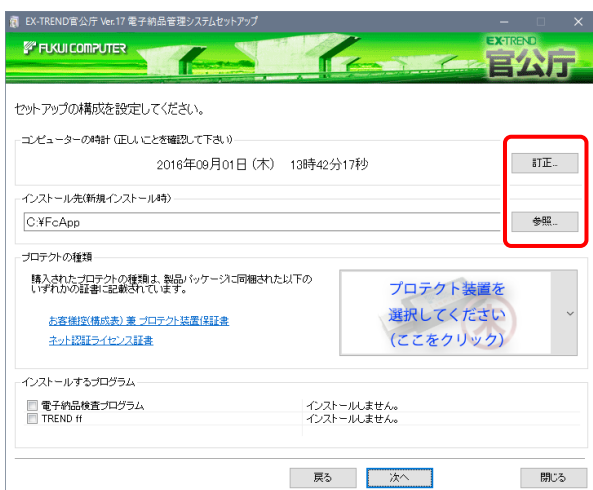 EX-TREND官公庁 Ver.17 電子納品管理システムセットアップ
FUKUI COMPUTER
EX-TREND
官公庁
セットアップの構成を設定してください。
コンピューターの時計 (正しいことを確認して下さい)
2016年09月01日 (木) 13時42分17秒
訂正...
インストール先(新規インストール時)
C:¥FcApp
参照...
プロテクトの種類
購入されたプロテクトの種類は、製品パッケージに同梱された以下の
いずれかの証書に記載されています。
お客様控(構成表) 兼 プロテクト装置保証書
ネット認証ライセンス証書
プロテクト装置を
選択してください
(ここをクリック)
インストールするプログラム
電子納品検査プログラム インストールしません。
TREND ff インストールしません。
戻る 次へ 閉じる